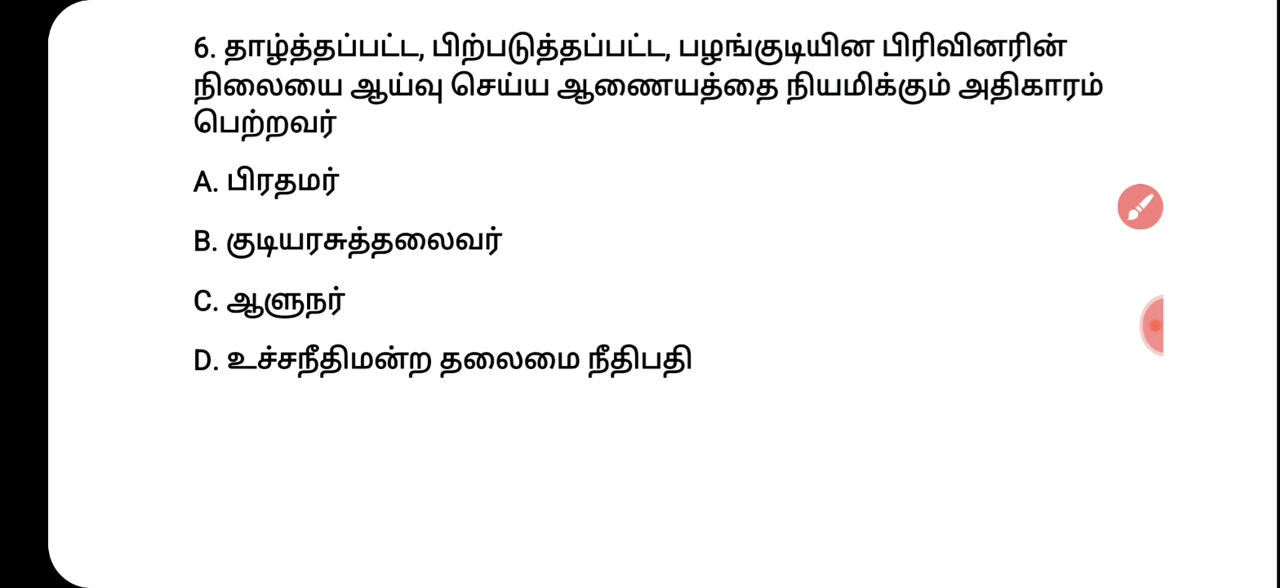 6. தாழ்த்தப்பட்ட, பிற்படுத்தப்பட்ட, பழங்குடியின பிரிவினரின்
நிலையை ஆய்வு செய்ய ஆணையத்தை நியமிக்கும் அதிகாரம்
பெற்றவர்
A. பிரதமர்
B. குடியரசுத்தலைவர்
C. ஆளுநர்
D. உச்சநீதிமன்ற தலைமை நீதிபதி